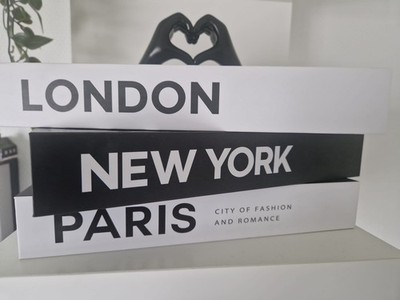 LONDON
NEW YORK
PARIS
CITY OF FASHION
AND ROMANCE